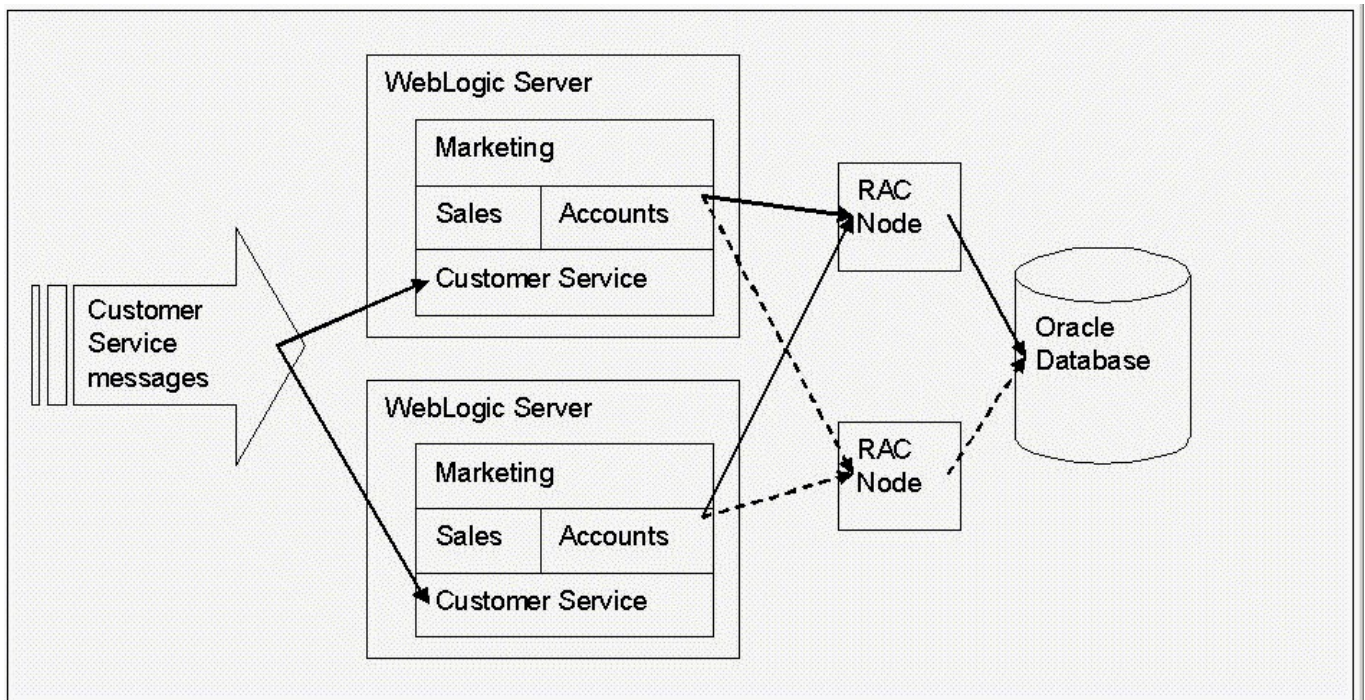 WebLogic Server
Marketing
Sales
Accounts
Customer Service
Customer
Service
messages
WebLogic Server
Marketing
Sales
Accounts
Customer Service
RAC
Node
RAC
Node
Oracle
Database